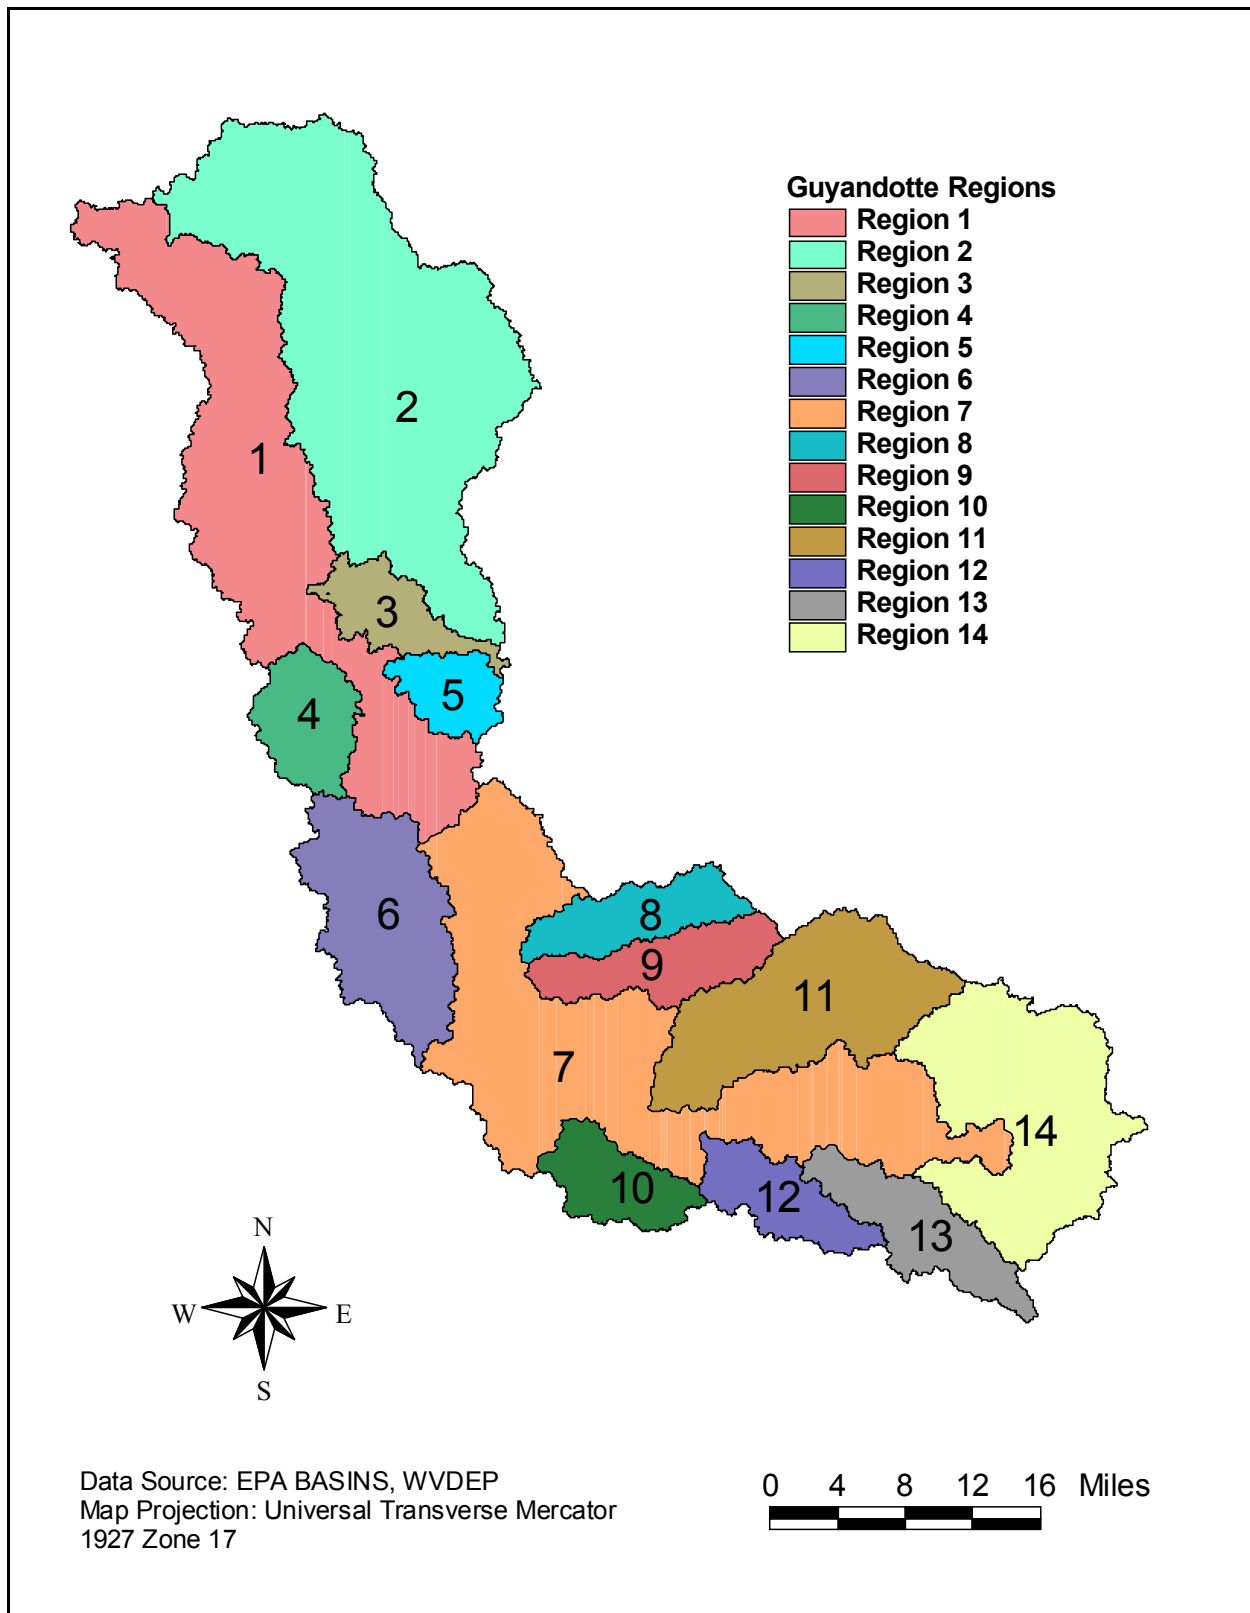 Guyandotte Regions
Region 1
Region 2
Region 3
Region 4
Region 5
Region 6
Region 7
Region 8
Region 9
Region 10
Region 11
Region 12
Region 13
Region 14
2
1
3
5
4
6
8
9
11
7
14
10
12
13
N
W E
S
Data Source: EPA BASINS, WVDEP
Map Projection: Universal Transverse Mercator
1927 Zone 17
0 4 8 12 16 Miles